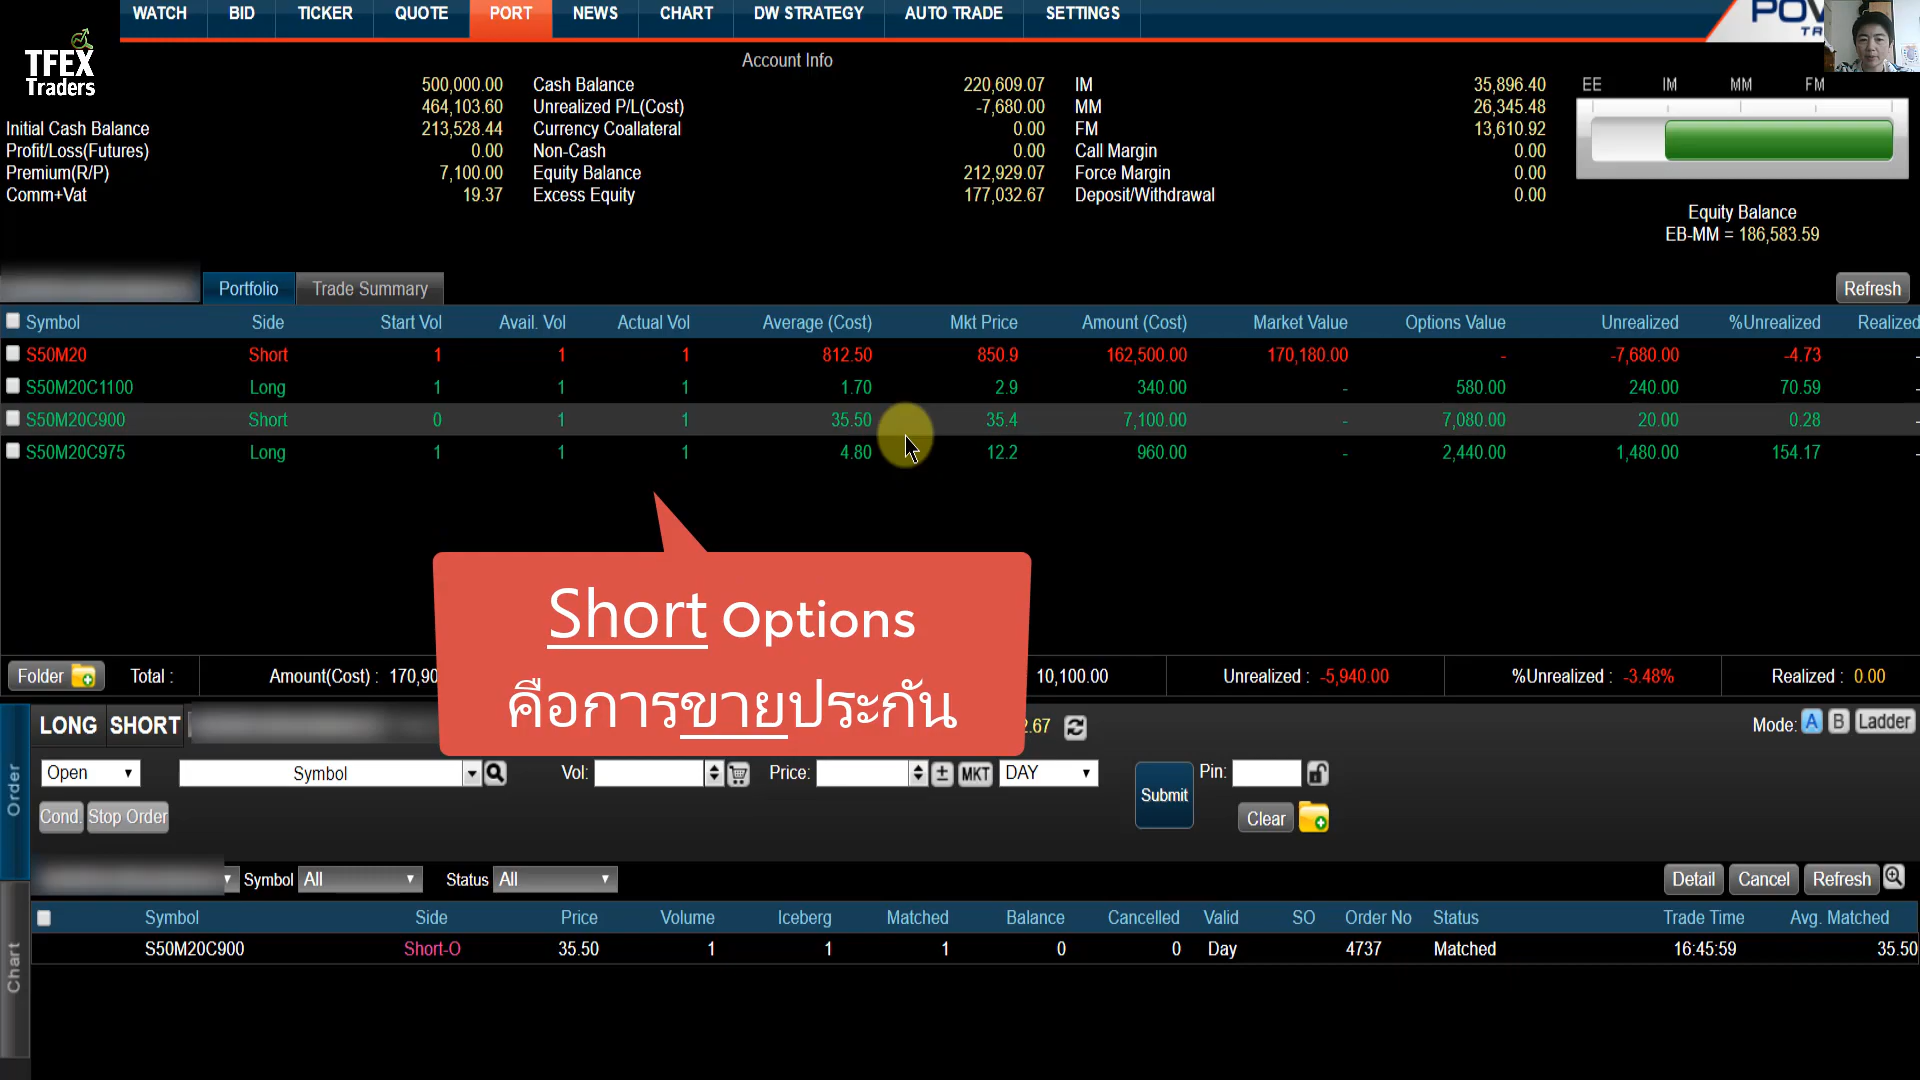 WATCH BID TICKER QUOTE PORT NEWS CHART DW STRATEGY AUTO TRADE SETTINGS
TFEX
Traders
Account Info
500,000.00 Cash Balance 220,609.07 IM 35,896.40 EE IM MM FM
464,103.60 Unrealized P/L(Cost) -7,680.00 MM 26,345.48
Initial Cash Balance 213,528.44 Currency Coallateral 0.00 FM 13,610.92
Profit/Loss(Futures) 0.00 Non-Cash 0.00 Call Margin 0.00
Premium(R/P) 7,100.00 Equity Balance 212,929.07 Force Margin 0.00
Comm+Vat 19.37 Excess Equity 177,032.67 Deposit/Withdrawal 0.00
Equity Balance
EB-MM = 186,583.59
Portfolio Trade Summary Refresh
Symbol Side Start Vol Avail. Vol Actual Vol Average (Cost) Mkt Price Amount (Cost) Market Value Options Value Unrealized %Unrealized Realized
S50M20 Short 1 1 1 812.50 850.9 162,500.00 170,180.00 - -7,680.00 -4.73 -
S50M20C1100 Long 1 1 1 1.70 2.9 340.00 - 580.00 240.00 70.59 -
S50M20C900 Short 0 1 1 35.50 35.4 7,100.00 - 7,080.00 20.00 0.28 -
S50M20C975 Long 1 1 1 4.80 12.2 960.00 - 2,440.00 1,480.00 154.17 -
Short Options
คือการขายประกัน
Folder Total : Amount(Cost) : 170,90 10,100.00 Unrealized : -5,940.00 %Unrealized : -3.48% Realized : 0.00
LONG SHORT 2.67 Mode: A B Ladder
Open Symbol Vol: Price: ± MKT DAY Submit Pin:
Cond. Stop Order Clear
Order
Symbol All Status All Detail Cancel Refresh
Chart
Symbol Side Price Volume Iceberg Matched Balance Cancelled Valid SO Order No Status Trade Time Avg. Matched
S50M20C900 Short-O 35.50 1 1 1 0 0 Day 4737 Matched 16:45:59 35.50